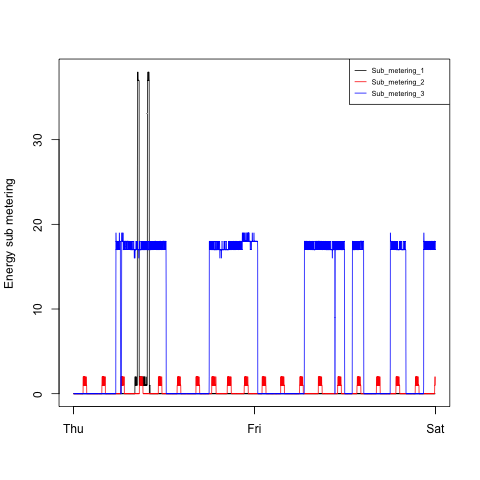 Sub_metering_1
Sub_metering_2
Sub_metering_3
Energy sub metering
30
20
10
0
Thu Fri Sat